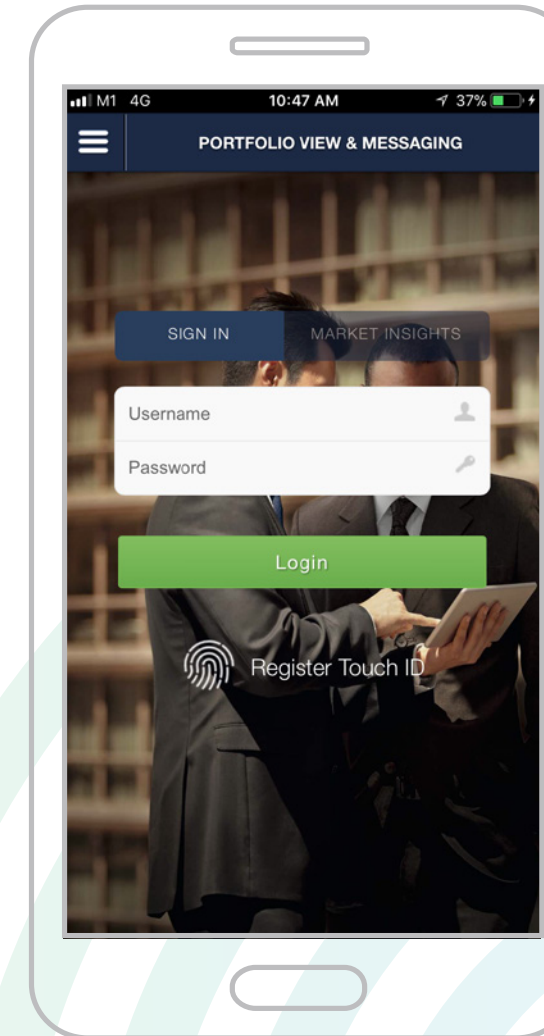 M1 4G 10:47 AM 37%
PORTFOLIO VIEW & MESSAGING
SIGN IN MARKET INSIGHTS
Username
Password
Login
Register Touch ID